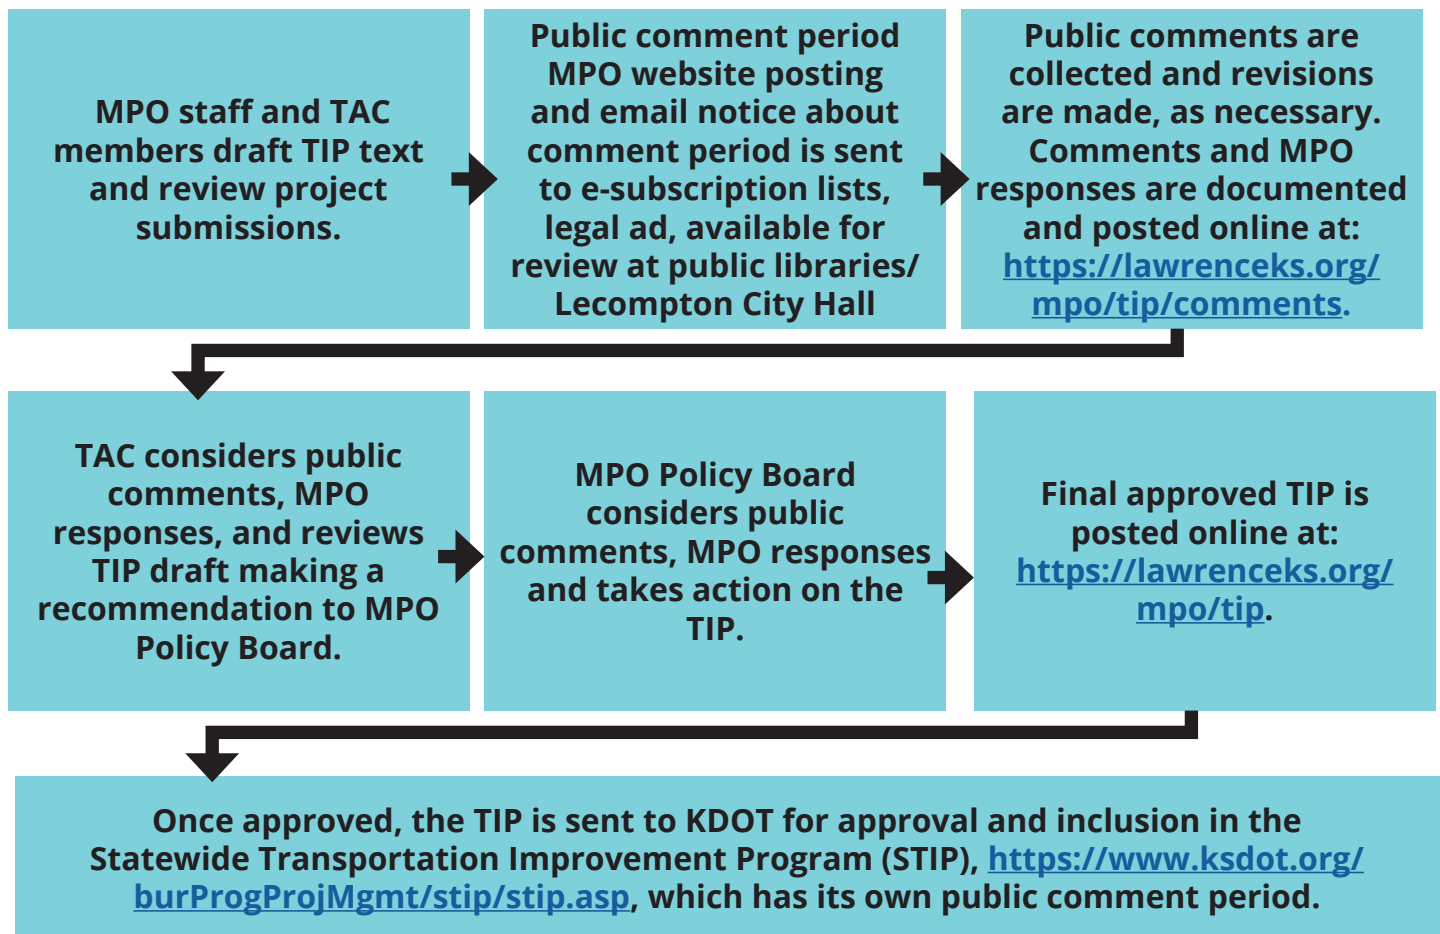 MPO staff and TAC
members draft TIP text
and review project
submissions.
Public comment period
MPO website posting
and email notice about
comment period is sent
to e-subscription lists,
legal ad, available for
review at public libraries/
Lecompton City Hall
Public comments are
collected and revisions
are made, as necessary.
Comments and MPO
responses are documented
and posted online at:
https://lawrenceks.org/
mpo/tip/comments.
TAC considers public
comments, MPO
responses, and reviews
TIP draft making a
recommendation to MPO
Policy Board.
MPO Policy Board
considers public
comments, MPO responses
and takes action on the
TIP.
Final approved TIP is
posted online at:
https://lawrenceks.org/
mpo/tip.
Once approved, the TIP is sent to KDOT for approval and inclusion in the
Statewide Transportation Improvement Program (STIP), https://www.ksdot.org/
burProgProjMgmt/stip/stip.asp, which has its own public comment period.